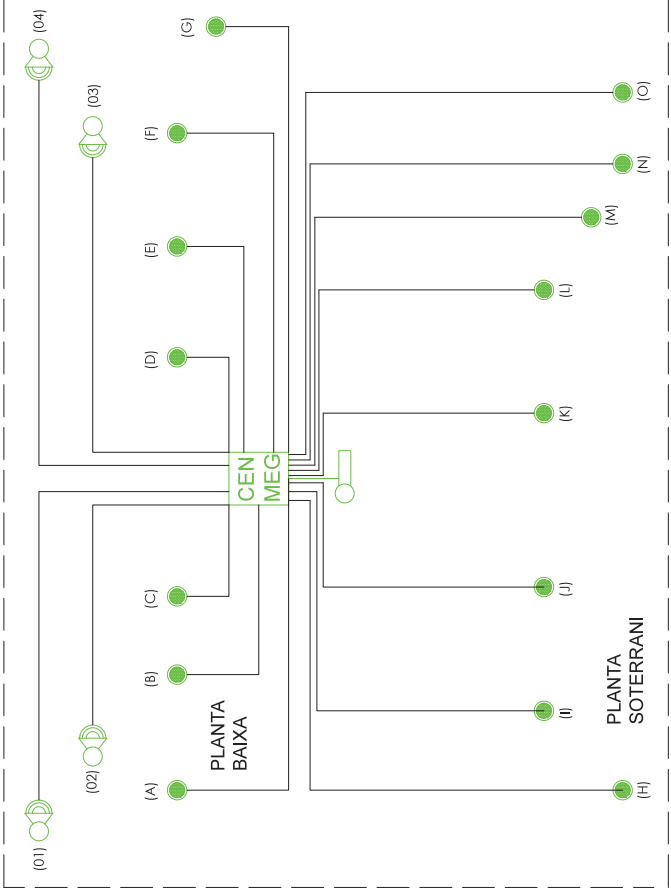 (01)
(02)
(03)
(04)
(A)
(B)
(C)
(D)
(E)
(F)
(G)
PLANTA
BAIXA
CEN
MEG
(H)
(I)
(J)
(K)
(L)
(M)
(N)
(O)
PLANTA
SOTERRANI